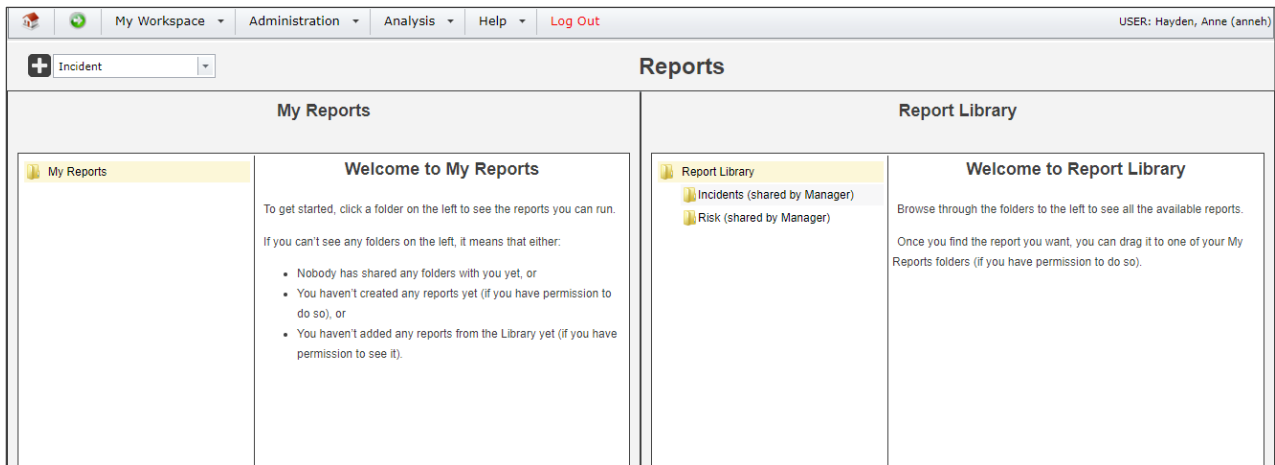 My Workspace Administration Analysis Help Log Out USER: Hayden, Anne (anneh)
Incident
Reports
My Reports
My Reports
Welcome to My Reports
To get started, click a folder on the left to see the reports you can run.
If you can't see any folders on the left, it means that either:
• Nobody has shared any folders with you yet, or
• You haven't created any reports yet (if you have permission to
do so), or
• You haven't added any reports from the Library yet (if you have
permission to see it).
Report Library
Report Library
Incidents (shared by Manager)
Risk (shared by Manager)
Welcome to Report Library
Browse through the folders to the left to see all the available reports.
Once you find the report you want, you can drag it to one of your My
Reports folders (if you have permission to do so).